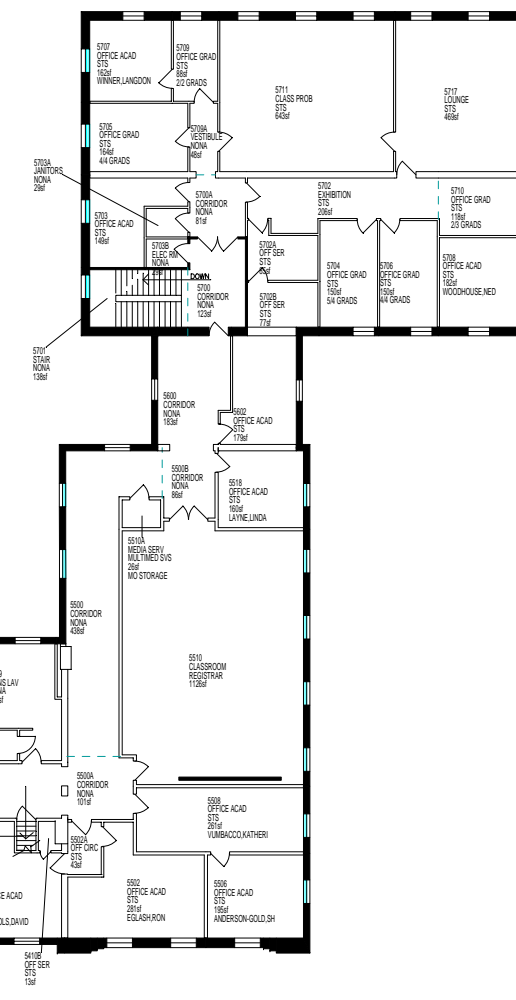 5707
OFFICE ACAD
STS
162sf
WINNER,LANGDON
5709
OFFICE GRAD
STS
88sf
2/2 GRADS
5711
CLASS PROB
STS
643sf
5717
LOUNGE
STS
469sf
5705
OFFICE GRAD
STS
164sf
4/4 GRADS
5709A
VESTIBULE
NONA
48sf
5703A
JANITORS
NONA
29sf
5703
OFFICE ACAD
STS
149sf
5700A
CORRIDOR
NONA
81sf
5702
EXHIBITION
STS
206sf
5710
OFFICE GRAD
STS
118sf
2/3 GRADS
5703B
ELEC RM
NONA
5702A
OFF SER
STS
5704
OFFICE GRAD
STS
150sf
5/4 GRADS
5706
OFFICE GRAD
STS
150sf
4/4 GRADS
5708
OFFICE ACAD
STS
182sf
WOODHOUSE,NED
DOWN
5700
CORRIDOR
NONA
123sf
5702B
OFF SER
STS
77sf
5701
STAIR
NONA
138sf
5600
CORRIDOR
NONA
183sf
5602
OFFICE ACAD
STS
179sf
5500B
CORRIDOR
NONA
86sf
5518
OFFICE ACAD
STS
160sf
LAYNE,LINDA
5510A
MEDIA SERV
MULTIMED SVS
26sf
MO STORAGE
5500
CORRIDOR
NONA
438sf
5510
CLASSROOM
REGISTRAR
1126sf
LAV
5500A
CORRIDOR
NONA
101sf
5508
OFFICE ACAD
STS
261sf
VUMBACCO,KATHERI
5502A
OFF CIRC
STS
43sf
5502
OFFICE ACAD
STS
281sf
EGLASH,RON
5506
OFFICE ACAD
STS
195sf
ANDERSON-GOLD,SH
CE ACAD
OLS,DAVID
5410B
OFF SER
STS
13sf